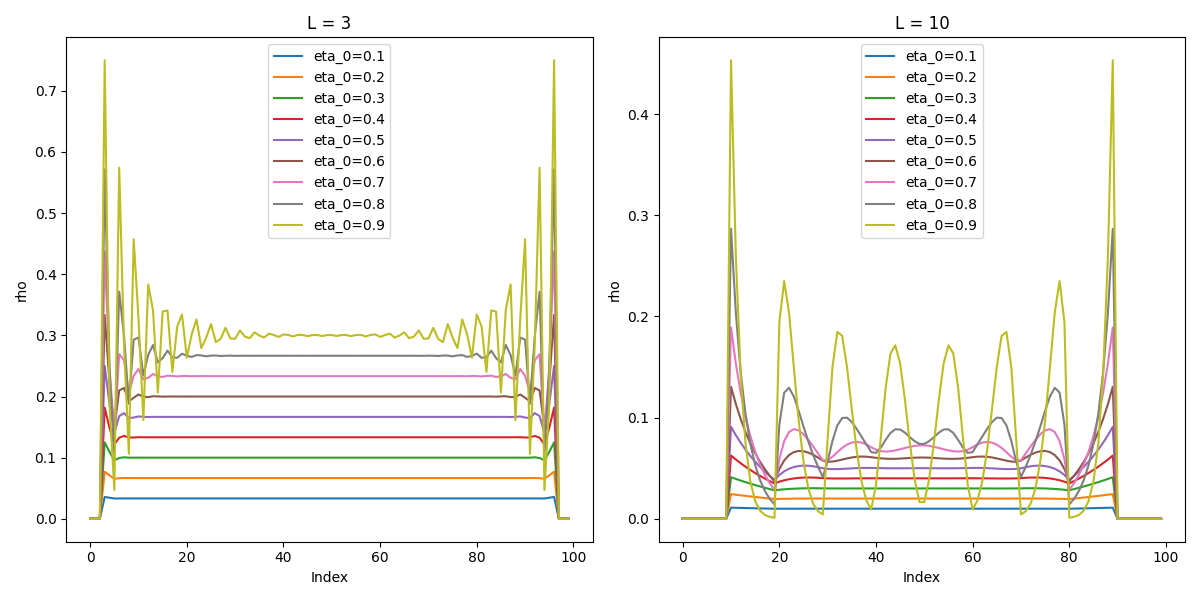 L = 3
rho
0.7
0.6
0.5
0.4
0.3
0.2
0.1
0.0
eta_0=0.1
eta_0=0.2
eta_0=0.3
eta_0=0.4
eta_0=0.5
eta_0=0.6
eta_0=0.7
eta_0=0.8
eta_0=0.9
0 20 40 60 80 100
Index
L = 10
rho
0.4
0.3
0.2
0.1
0.0
eta_0=0.1
eta_0=0.2
eta_0=0.3
eta_0=0.4
eta_0=0.5
eta_0=0.6
eta_0=0.7
eta_0=0.8
eta_0=0.9
0 20 40 60 80 100
Index